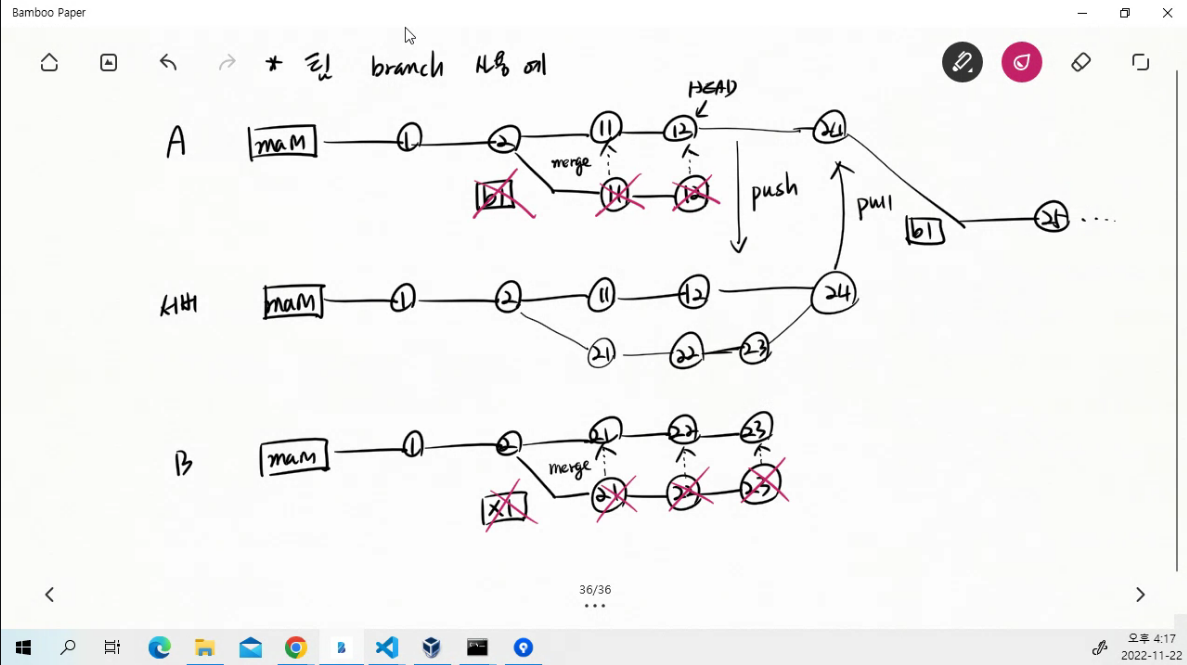 Bamboo Paper
* 팀 branch 사용 예
HEAD
A main 1 2 11 12 24
merge
b1 11 12
push
pull
b1 25 ....
서버 main 1 2 11 12 24
21 22 23
B main 1 2 21 22 23
merge
x1 21 22 23
36/36
오후 4:17
2022-11-22